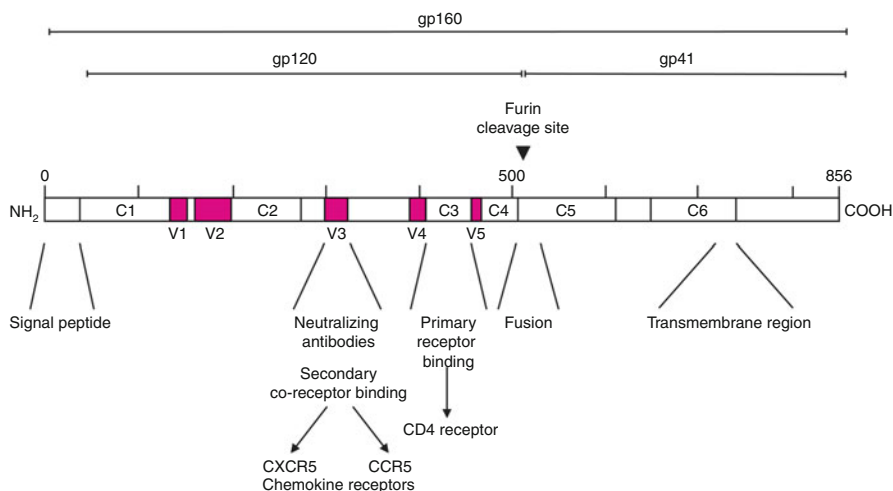 gp160
gp120 gp41
Furin
cleavage site
0 500 856
NH2 C1 C2 C3 C4 C5 C6 COOH
V1 V2 V3 V4 V5
Signal peptide Neutralizing Primary Fusion Transmembrane region
antibodies receptor
binding
Secondary
co-receptor binding
CD4 receptor
CXCR5 CCR5
Chemokine receptors